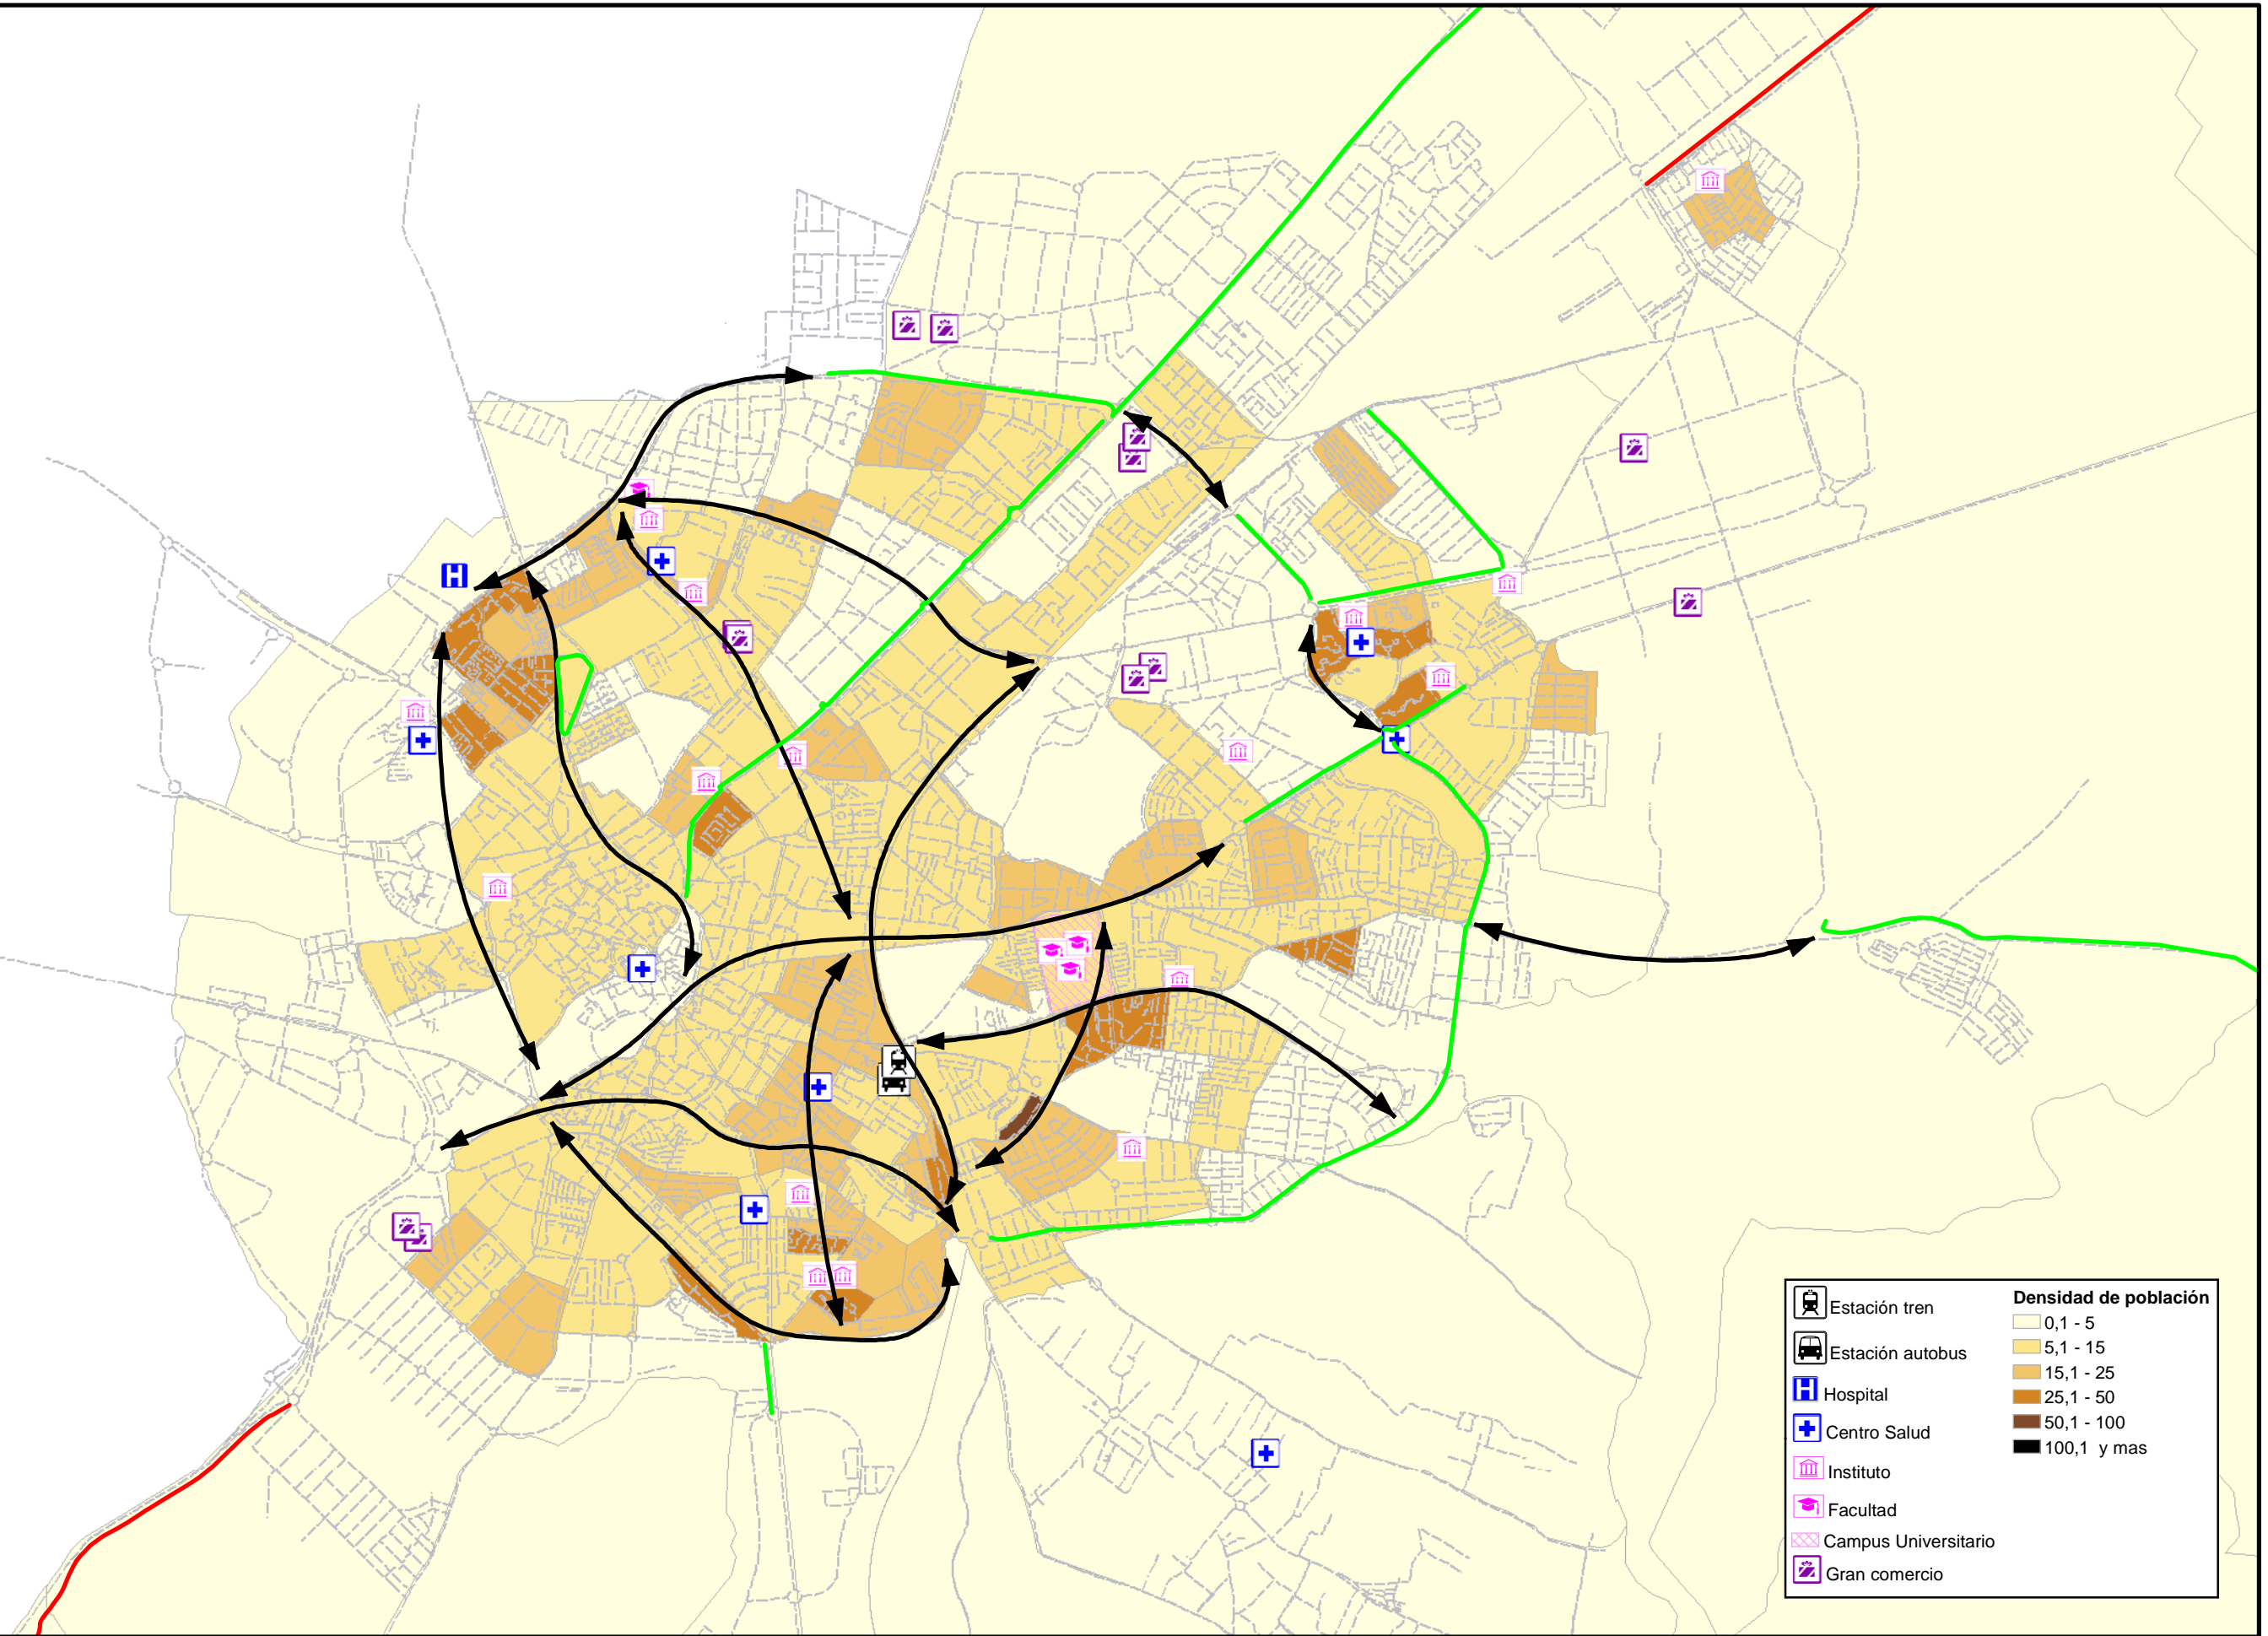 Estación tren
Estación autobus
H Hospital
Centro Salud
Instituto
Facultad
Campus Universitario
Gran comercio
Densidad de población
0,1 - 5
5,1 - 15
15,1 - 25
25,1 - 50
50,1 - 100
100,1 y mas
H